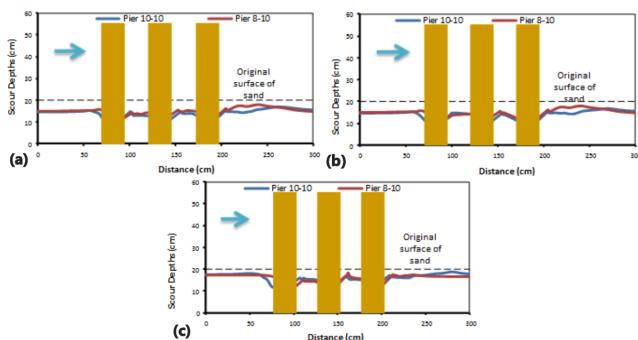 Pier 10-10 Pier 8-10
60
50
40
30
20
10
0
Scour Depths (cm)
Original
surface of
sand
0 50 100 150 200 250 300
Distance (cm)
(a)
Pier 10-10 Pier 8-10
60
50
40
30
20
10
0
Scour Depths (cm)
Original
surface of
sand
0 50 100 150 200 250 300
Distance (cm)
(b)
Pier 10-10 Pier 8-10
60
50
40
30
20
10
0
Scour Depths (cm)
Original
surface of
sand
0 50 100 150 200 250 300
Distance (cm)
(c)